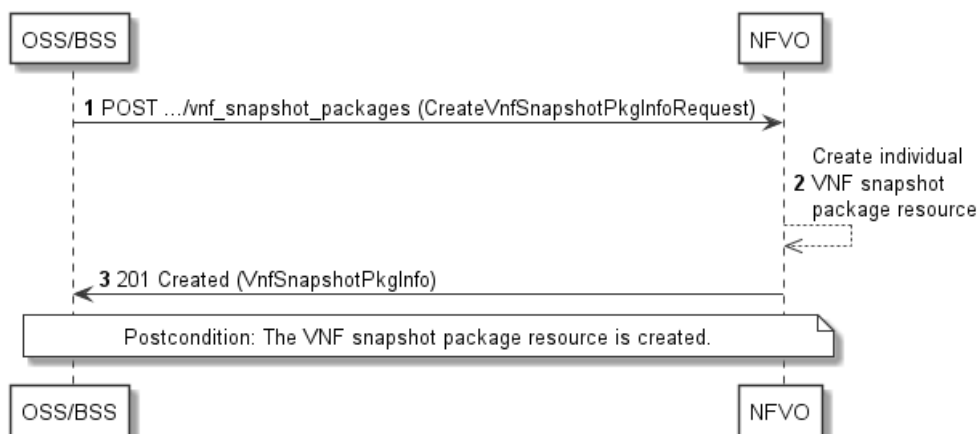 OSS/BSS NFVO
1 POST .../vnf_snapshot_packages (CreateVnfSnapshotPkgInfoRequest)
Create individual
2 VNF snapshot
package resource
3 201 Created (VnfSnapshotPkgInfo)
Postcondition: The VNF snapshot package resource is created.
OSS/BSS NFVO